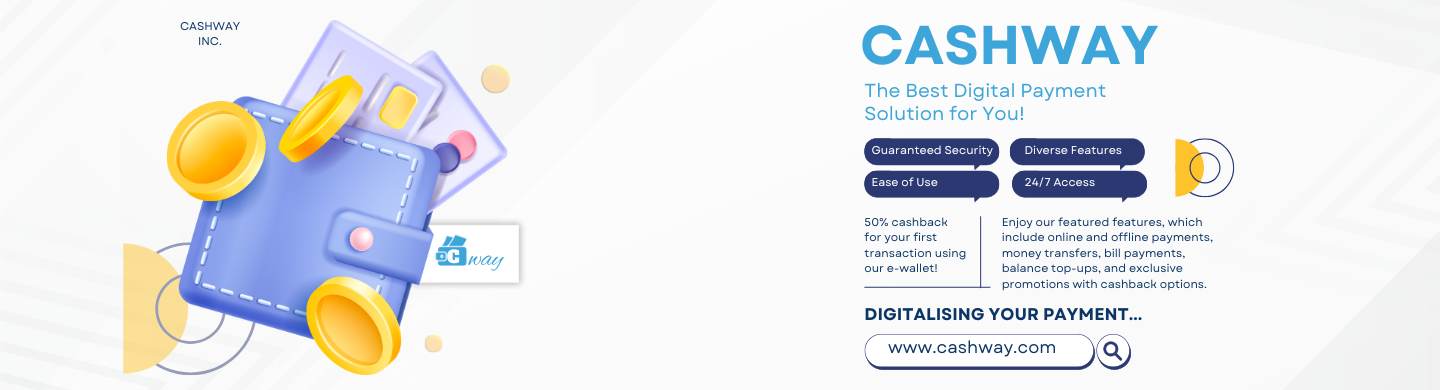 CASHWAY
INC.
Cway
CASHWAY
The Best Digital Payment
Solution for You!
Guaranteed Security
Diverse Features
Ease of Use
24/7 Access
50% cashback
for your first
transaction using
our e-wallet!
Enjoy our featured features, which
include online and offline payments,
money transfers, bill payments,
balance top-ups, and exclusive
promotions with cashback options.
DIGITALISING YOUR PAYMENT...
www.cashway.com